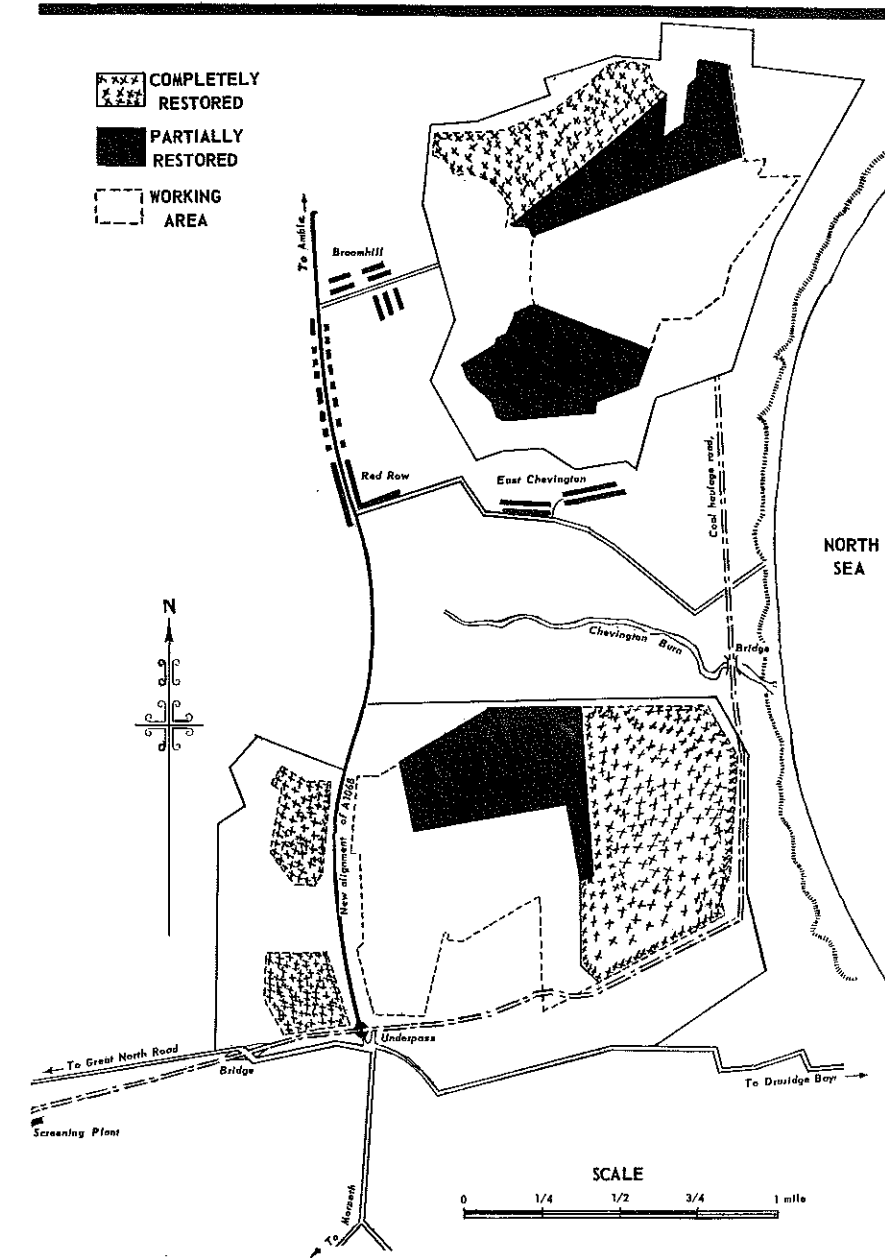 COMPLETELY
RESTORED
PARTIALLY
RESTORED
WORKING
AREA
To Amble
Broomhill
Red Row
East Chevington
Coal haulage road,
NORTH
SEA
N
Chevington Burn
Bridge
New alignment of A1068
Underpass
To Great North Road
Bridge
To Druridge Bay
Screening Plant
To Morpeth
SCALE
0 1/4 1/2 3/4 1 mile